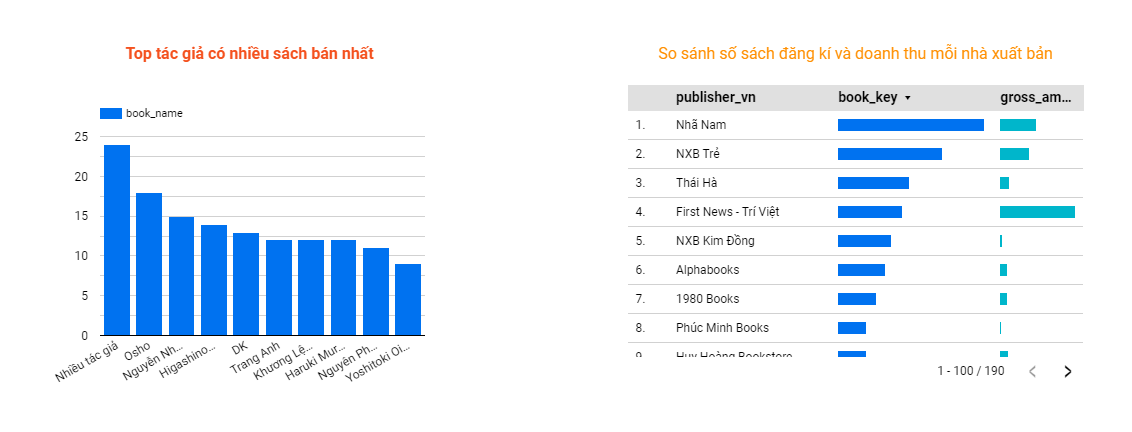 Top tác giả có nhiều sách bán nhất
book_name
25
20
15
10
5
0
Nhiều tác giả
Osho
Nguyễn Nh...
Higashino...
DK
Trang Anh
Khương Lệ...
Haruki Mur...
Nguyên Ph...
Yoshitoki Oi...
So sánh số sách đăng kí và doanh thu mỗi nhà xuất bản
publisher_vn book_key gross_am...
1. Nhã Nam
2. NXB Trẻ
3. Thái Hà
4. First News - Trí Việt
5. NXB Kim Đồng
6. Alphabooks
7. 1980 Books
8. Phúc Minh Books
9. Huy Hoàng Bookstore
1 - 100 / 190